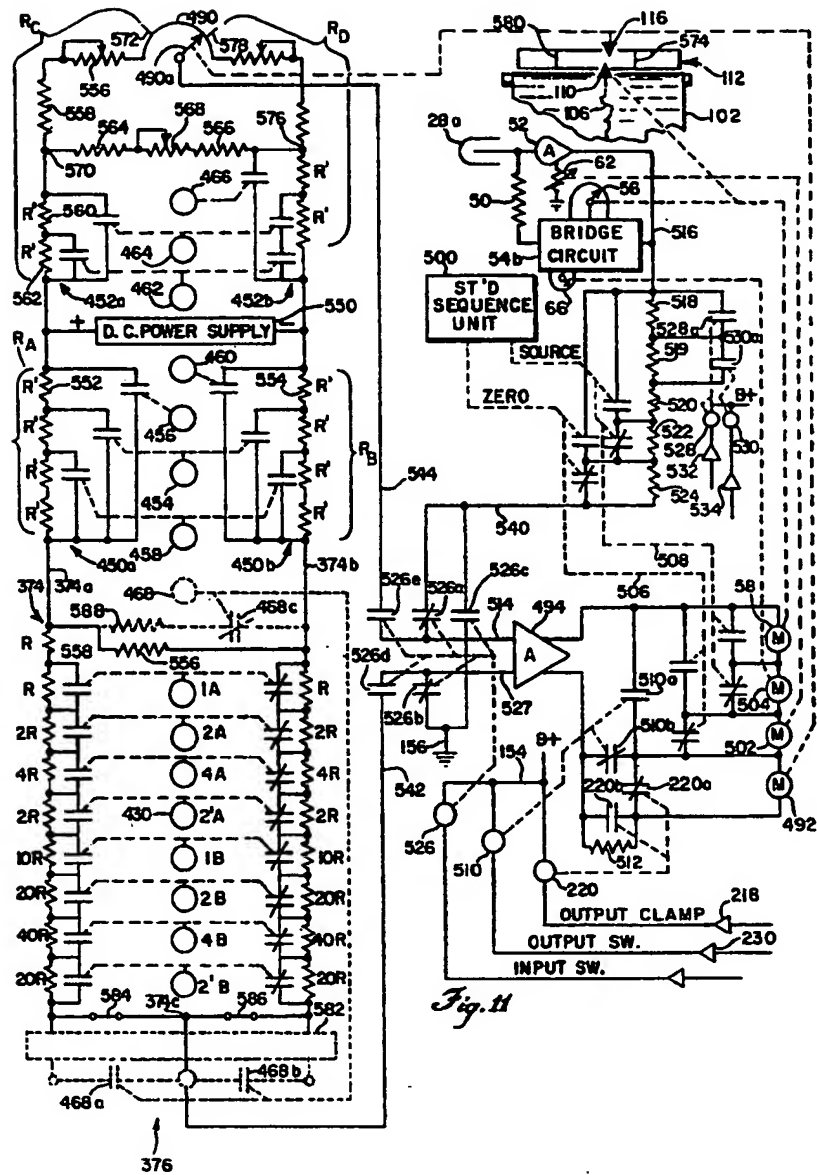 RC 572 490 578 RD 580 116 574
556 490a 112
558 576 110 106 102
564 568 566 28a 52
570 R' 466 A 62
R' 560 R' 50 56
R' 464 BRIDGE CIRCUIT 516
562 462 500 54b
452a 452b 550 66 518
+ D.C. POWER SUPPLY - ST'D SEQUENCE UNIT 528a
RA 460 SOURCE 519 530a
R' 552 554 R' ZERO 520 B+
R' 456 R' 522 528 530
R' 454 R' RB 544 532
R' 458 R' 524 534
450a 450b 540
374a 374b 508
374 468 526e 526a 526c 506
588 468c 514 494 58
R 526d A 510a M
558 556 504 M
R 1A R 527 510b
2R 2A 2R 526b 502 M
4R 4A 4R 156 B+ 220a
2R 430 2'A 2R 542 154 220b M
10R 1B 10R 526 510 512 492
20R 2B 20R 220
40R 4B 40R OUTPUT CLAMP 218
20R 2'B 20R OUTPUT SW. 230
584 374c 586 INPUT SW.
582 Fig. 11
468a 468b
376